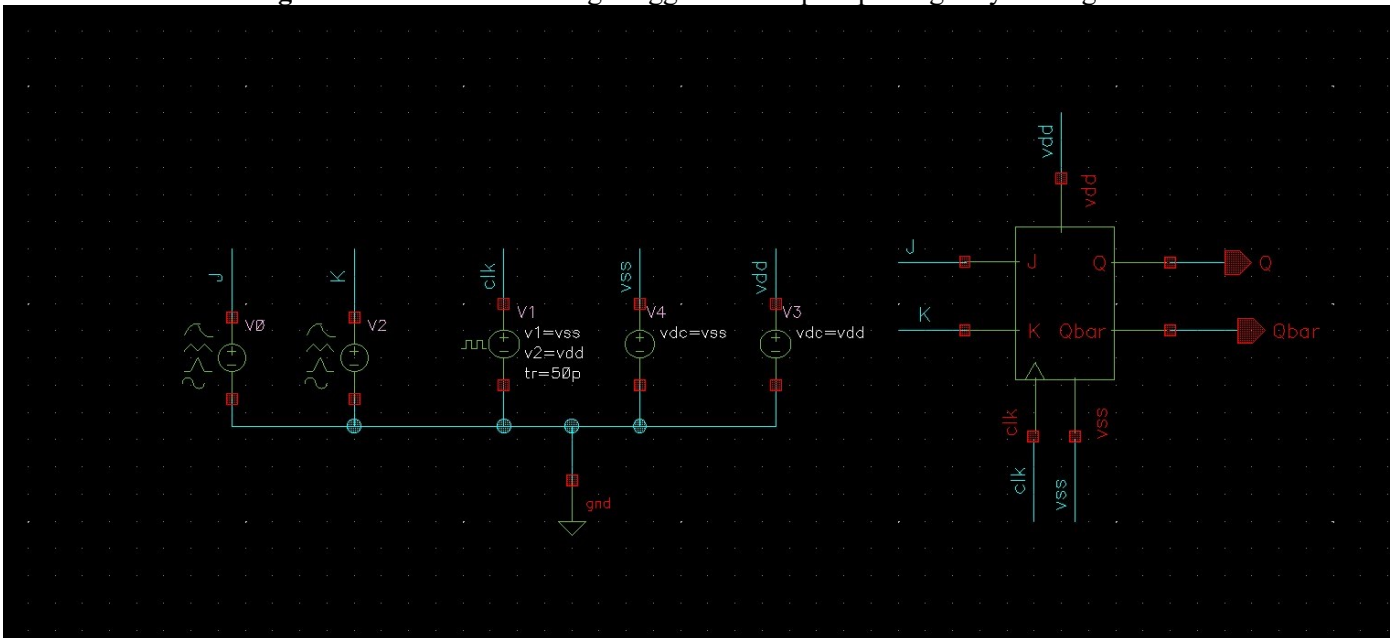 J
K
clk
vss
vdd
VØ
V2
V1
v1=vss
v2=vdd
tr=50p
V4
vdc=vss
V3
vdc=vdd
gnd
vdd
vdd
J
K
J
Q
K
Qbar
Q
Qbar
clk
vss
clk
vss